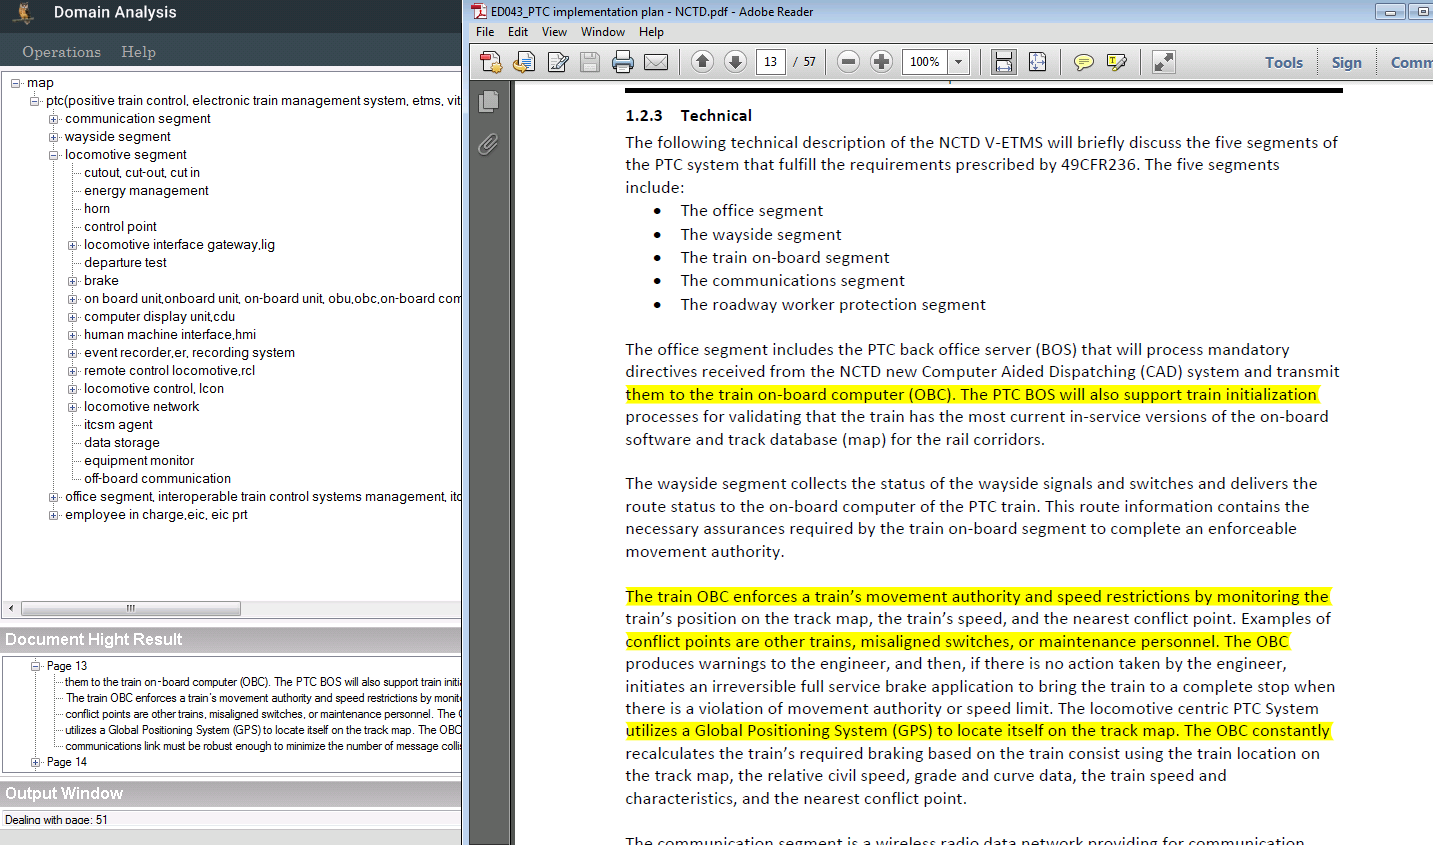 Domain Analysis
Operations Help
map
ptc(positive train control, electronic train management system, etms, vit
communication segment
wayside segment
locomotive segment
cutout, cut-out, cut in
energy management
horn
control point
locomotive interface gateway,lig
departure test
brake
on board unit,onboard unit, on-board unit, obu,obc,on-board com
computer display unit,cdu
human machine interface,hmi
event recorder,er, recording system
remote control locomotive,rcl
locomotive control, lcon
locomotive network
itcsm agent
data storage
equipment monitor
off-board communication
office segment, interoperable train control systems management, itc
employee in charge,eic, eic prt
Document Hight Result
Page 13
them to the train on-board computer (OBC). The PTC BOS will also support train initia
The train OBC enforces a train's movement authority and speed restrictions by monito
conflict points are other trains, misaligned switches, or maintenance personnel. The O
utilizes a Global Positioning System (GPS) to locate itself on the track map. The OBC
communications link must be robust enough to minimize the number of message collis
Page 14
Output Window
Dealing with page: 51
ED043_PTC implementation plan - NCTD.pdf - Adobe Reader
File Edit View Window Help
13 / 57 100% Tools Sign Comm
1.2.3 Technical
The following technical description of the NCTD V-ETMS will briefly discuss the five segments of
the PTC system that fulfill the requirements prescribed by 49CFR236. The five segments
include:
• The office segment
• The wayside segment
• The train on-board segment
• The communications segment
• The roadway worker protection segment
The office segment includes the PTC back office server (BOS) that will process mandatory
directives received from the NCTD new Computer Aided Dispatching (CAD) system and transmit
them to the train on-board computer (OBC). The PTC BOS will also support train initialization
processes for validating that the train has the most current in-service versions of the on-board
software and track database (map) for the rail corridors.
The wayside segment collects the status of the wayside signals and switches and delivers the
route status to the on-board computer of the PTC train. This route information contains the
necessary assurances required by the train on-board segment to complete an enforceable
movement authority.
The train OBC enforces a train's movement authority and speed restrictions by monitoring the
train's position on the track map, the train's speed, and the nearest conflict point. Examples of
conflict points are other trains, misaligned switches, or maintenance personnel. The OBC
produces warnings to the engineer, and then, if there is no action taken by the engineer,
initiates an irreversible full service brake application to bring the train to a complete stop when
there is a violation of movement authority or speed limit. The locomotive centric PTC System
utilizes a Global Positioning System (GPS) to locate itself on the track map. The OBC constantly
recalculates the train's required braking based on the train consist using the train location on
the track map, the relative civil speed, grade and curve data, the train speed and
characteristics, and the nearest conflict point.
The communication segment is a wireless radio data network providing for communication